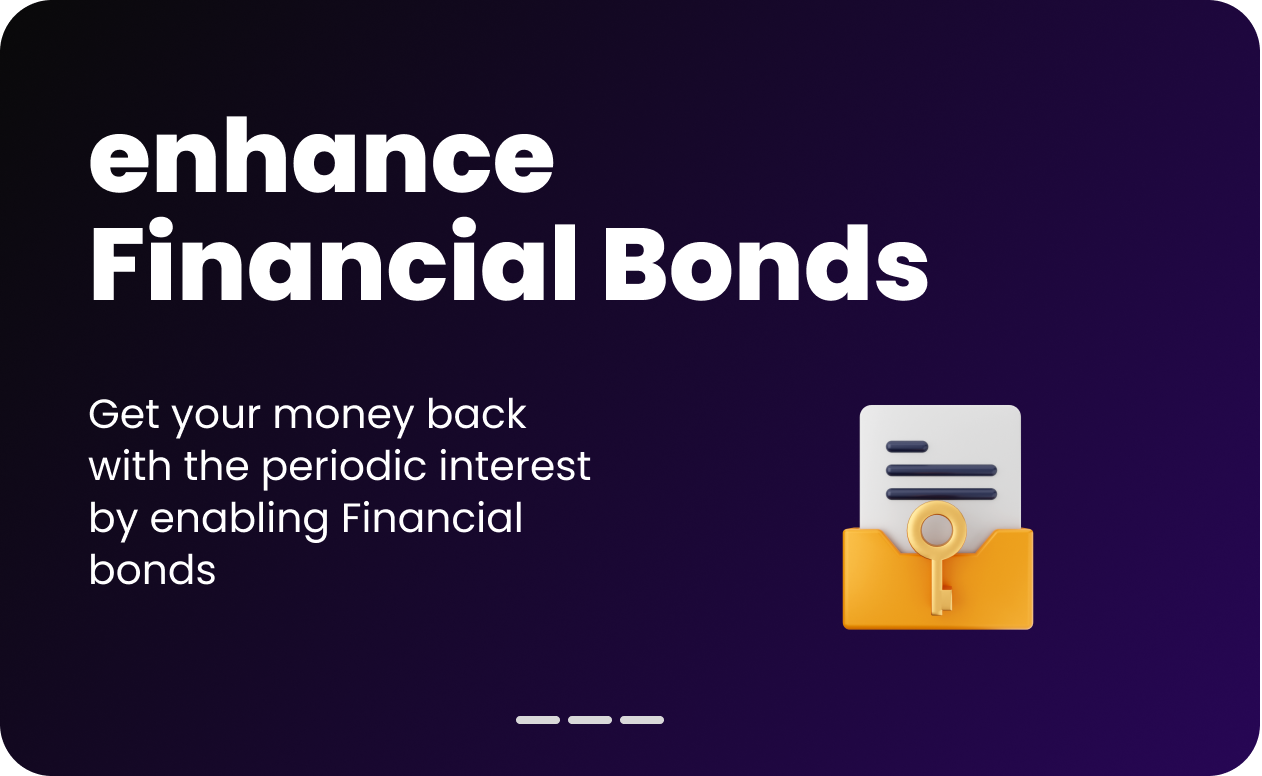 enhance
Financial Bonds
Get your money back
with the periodic interest
by enabling Financial
bonds